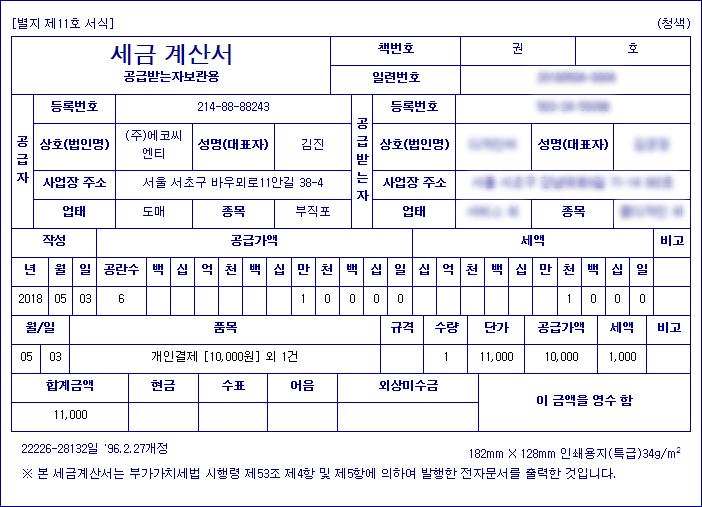 [별지 제11호 서식] (청색)
세금 계산서 책번호 권 호
공급받는자보관용 일련번호
공급자 등록번호 214-88-88243 공급받는자 등록번호
상호(법인명) (주)에코씨엔티 성명(대표자) 김진 상호(법인명) 성명(대표자)
사업장 주소 서울 서초구 바우뫼로11안길 38-4 사업장 주소
업태 도매 종목 부직포 업태 종목
작성 공급가액 세액 비고
년 월 일 공란수 백 십 억 천 백 십 만 천 백 십 일 십 억 천 백 십 만 천 백 십 일
2018 05 03 6 1 0 0 0 0 1 0 0 0
월/일 품목 규격 수량 단가 공급가액 세액 비고
05 03 개인결제 [10,000원] 외 1건 1 11,000 10,000 1,000
합계금액 현금 수표 어음 외상미수금 이 금액을 영수 함
11,000
22226-28132일 '96.2.27개정 182mm X 128mm 인쇄용지(특급)34g/m²
※ 본 세금계산서는 부가가치세법 시행령 제53조 제4항 및 제5항에 의하여 발행한 전자문서를 출력한 것입니다.